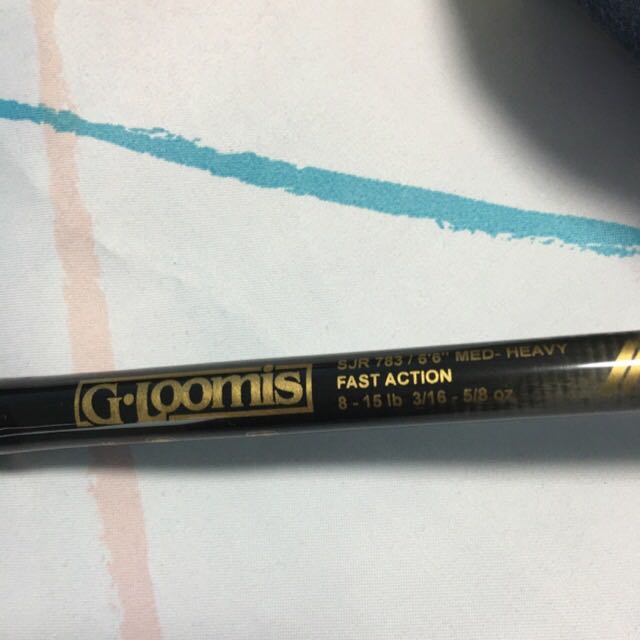 G·Loomis
SJR 783 / 6'6" MED- HEAVY
FAST ACTION
8 - 15 lb 3/16 - 5/8 oz